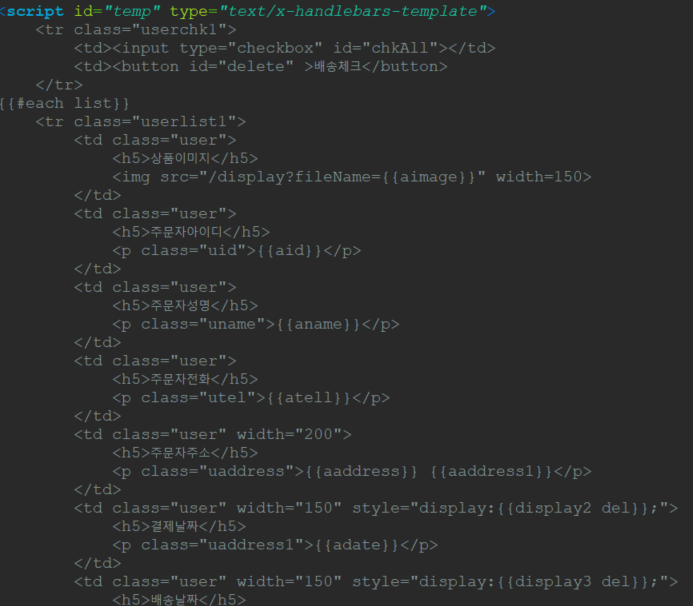 <script id="temp" type="text/x-handlebars-template">
    <tr class="userchk1">
        <td><input type="checkbox" id="chkAll"></td>
        <td><button id="delete" >배송체크</button>
    </tr>
{{#each list}}
    <tr class="userlist1">
        <td class="user">
            <h5>상품이미지</h5>
            <img src="/display?fileName={{aimage}}" width=150>
        </td>
        <td class="user">
            <h5>주문자아이디</h5>
            <p class="uid">{{aid}}</p>
        </td>
        <td class="user">
            <h5>주문자성명</h5>
            <p class="uname">{{aname}}</p>
        </td>
        <td class="user">
            <h5>주문자전화</h5>
            <p class="utel">{{atell}}</p>
        </td>
        <td class="user" width="200">
            <h5>주문자주소</h5>
            <p class="uaddress">{{aaddress}} {{aaddress1}}</p>
        </td>
        <td class="user" width="150" style="display:{{display2 del}};">
            <h5>결제날짜</h5>
            <p class="uaddress1">{{adate}}</p>
        </td>
        <td class="user" width="150" style="display:{{display3 del}};">
            <h5>배송날짜</h5>